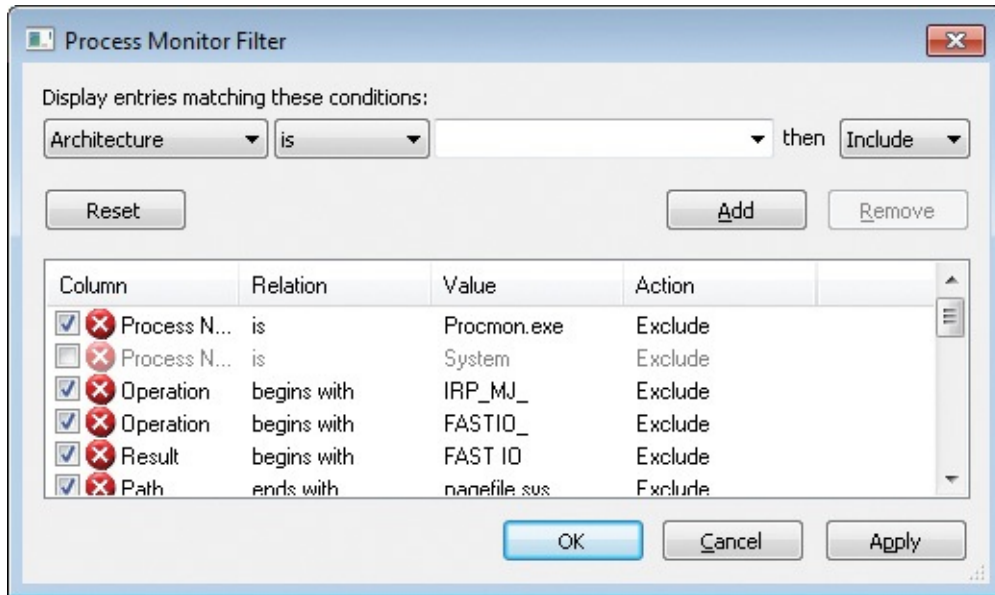 Process Monitor Filter
Display entries matching these conditions:
Architecture is then Include
Reset Add Remove
Column Relation Value Action
Process N... is Procmon.exe Exclude
Process N... is System Exclude
Operation begins with IRP_MJ_ Exclude
Operation begins with FASTIO_ Exclude
Result begins with FAST IO Exclude
Path ends with pagefile.sys Exclude
OK Cancel Apply